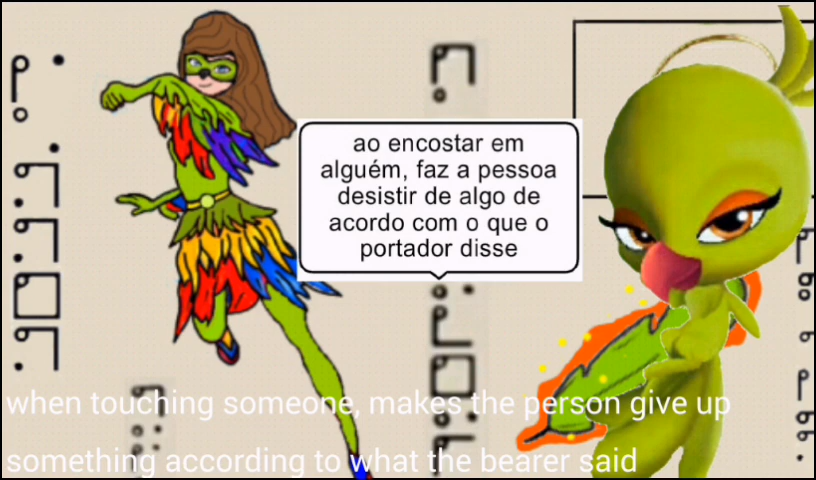 ao encostar em
alguém, faz a pessoa
desistir de algo de
acordo com o que o
portador disse
when touching someone, makes the person give up
something according to what the bearer said